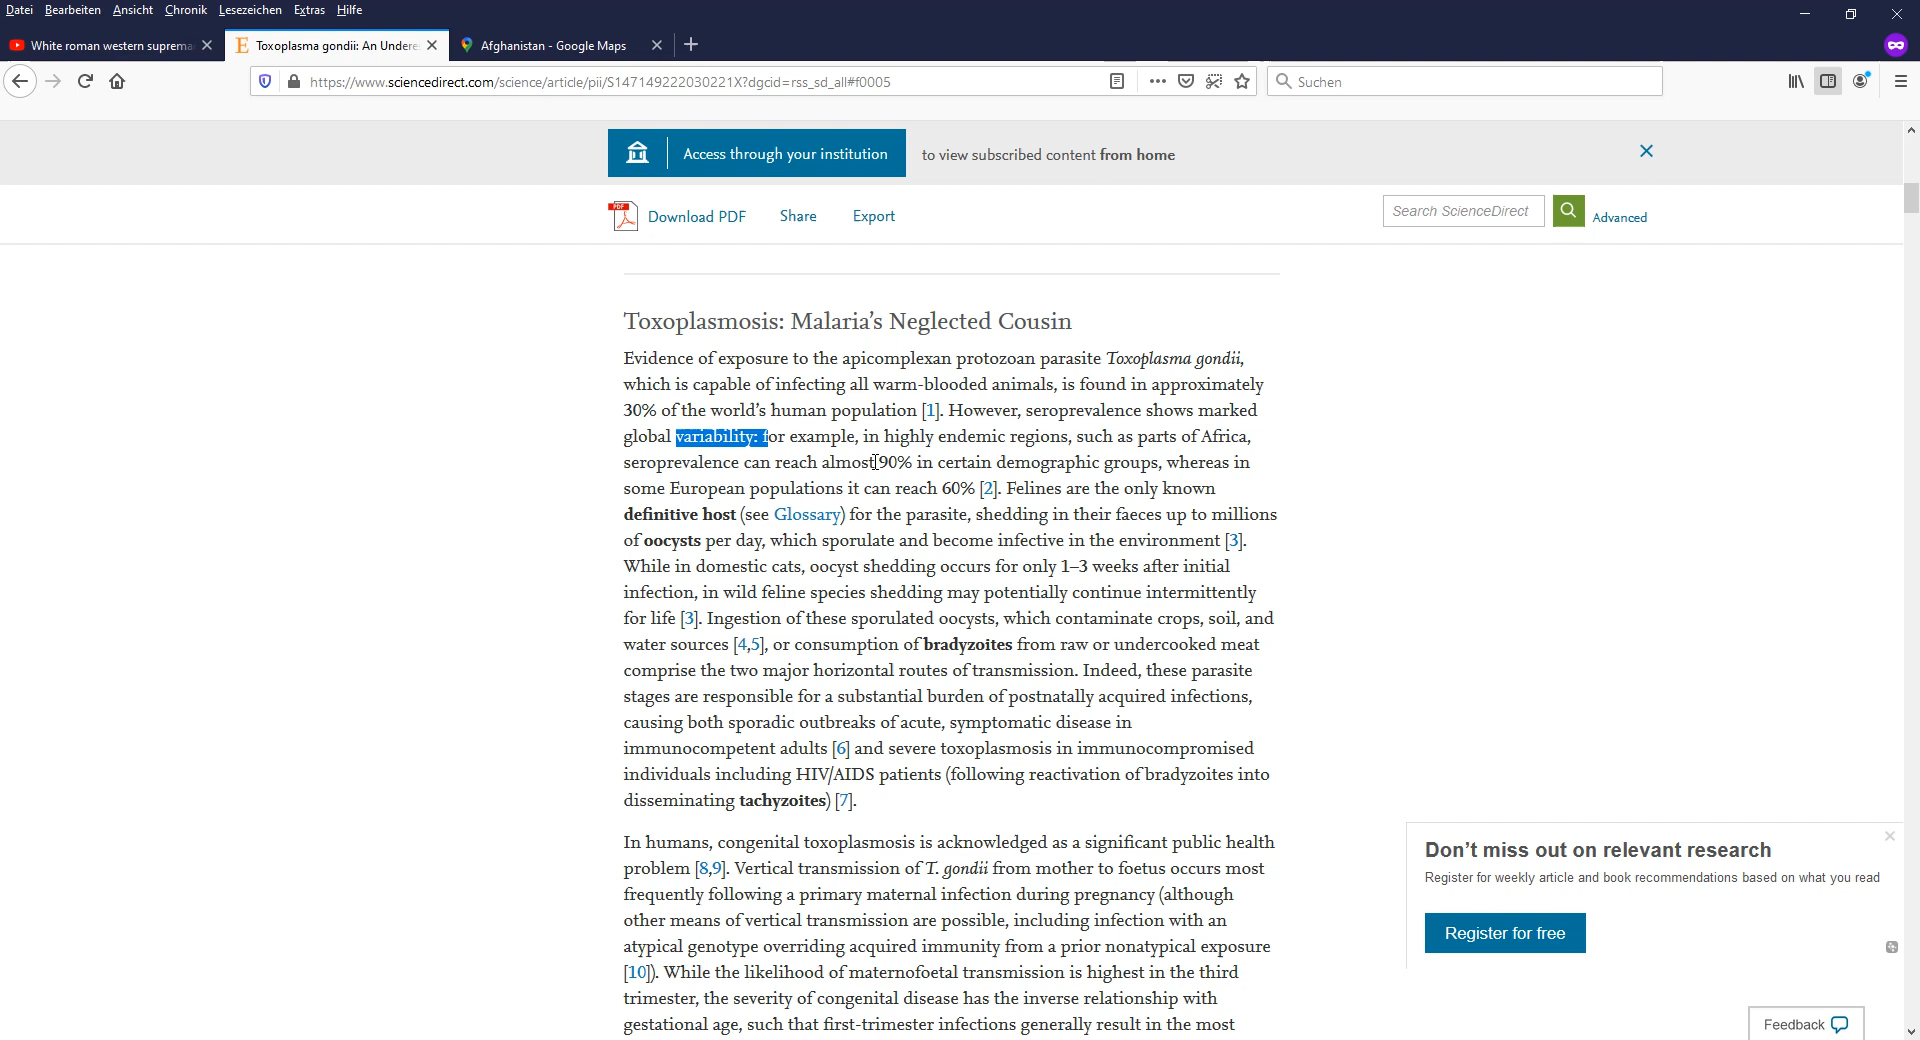 Datei Bearbeiten Ansicht Chronik Lesezeichen Extras Hilfe
White roman western suprema
Toxoplasma gondii: An Undere
Afghanistan - Google Maps
https://www.sciencedirect.com/science/article/pii/S147149222030221X?dgcid=rss_sd_all#f0005
Suchen
Access through your institution to view subscribed content from home
PDF Download PDF Share Export
Search ScienceDirect Advanced
Toxoplasmosis: Malaria's Neglected Cousin
Evidence of exposure to the apicomplexan protozoan parasite Toxoplasma gondii,
which is capable of infecting all warm-blooded animals, is found in approximately
30% of the world's human population [1]. However, seroprevalence shows marked
global variability: for example, in highly endemic regions, such as parts of Africa,
seroprevalence can reach almost 90% in certain demographic groups, whereas in
some European populations it can reach 60% [2]. Felines are the only known
definitive host (see Glossary) for the parasite, shedding in their faeces up to millions
of oocysts per day, which sporulate and become infective in the environment [3].
While in domestic cats, oocyst shedding occurs for only 1–3 weeks after initial
infection, in wild feline species shedding may potentially continue intermittently
for life [3]. Ingestion of these sporulated oocysts, which contaminate crops, soil, and
water sources [4,5], or consumption of bradyzoites from raw or undercooked meat
comprise the two major horizontal routes of transmission. Indeed, these parasite
stages are responsible for a substantial burden of postnatally acquired infections,
causing both sporadic outbreaks of acute, symptomatic disease in
immunocompetent adults [6] and severe toxoplasmosis in immunocompromised
individuals including HIV/AIDS patients (following reactivation of bradyzoites into
disseminating tachyzoites) [7].
In humans, congenital toxoplasmosis is acknowledged as a significant public health
problem [8,9]. Vertical transmission of T. gondii from mother to foetus occurs most
frequently following a primary maternal infection during pregnancy (although
other means of vertical transmission are possible, including infection with an
atypical genotype overriding acquired immunity from a prior nonatypical exposure
[10]). While the likelihood of maternofoetal transmission is highest in the third
trimester, the severity of congenital disease has the inverse relationship with
gestational age, such that first-trimester infections generally result in the most
Don't miss out on relevant research
Register for weekly article and book recommendations based on what you read
Register for free
Feedback